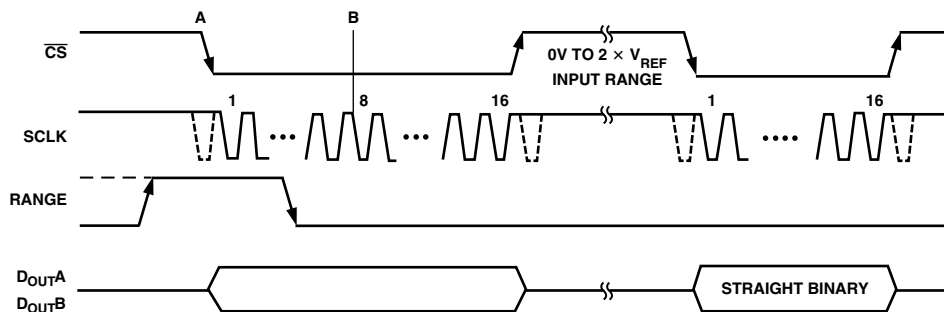 A
B
CS
0V TO 2 × VREF
INPUT RANGE
1
8
16
1
16
SCLK
RANGE
DOUTA
DOUTB
STRAIGHT BINARY